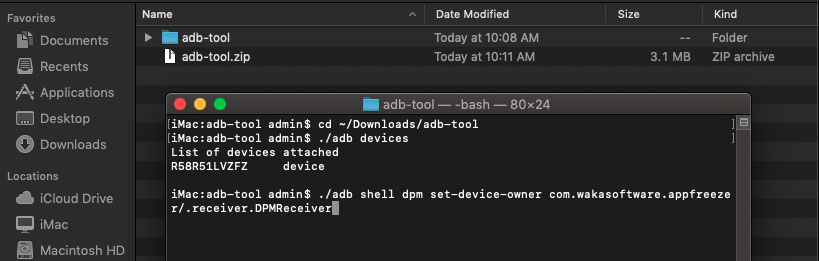 Favorites
Documents
Recents
Applications
Desktop
Downloads
Locations
iCloud Drive
iMac
Macintosh HD
Name Date Modified Size Kind
adb-tool Today at 10:08 AM -- Folder
adb-tool.zip Today at 10:11 AM 3.1 MB ZIP archive
adb-tool — -bash — 80×24
[iMac:adb-tool admin$ cd ~/Downloads/adb-tool ]
[iMac:adb-tool admin$ ./adb devices ]
List of devices attached
R58R51LVZFZ device
iMac:adb-tool admin$ ./adb shell dpm set-device-owner com.wakasoftware.appfreeze
r/.receiver.DPMReceiver